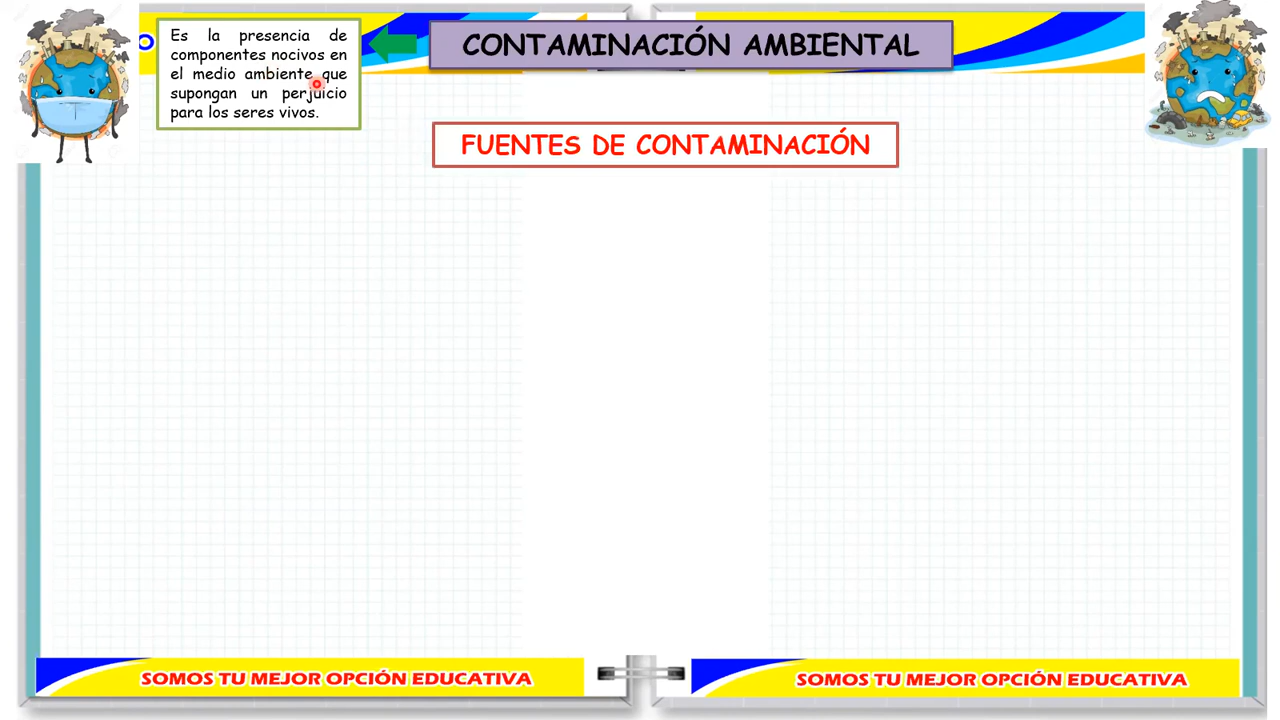 O
Es la presencia de
componentes nocivos en
el medio ambiente que
supongan un perjuicio
para los seres vivos.
CONTAMINACIÓN AMBIENTAL
FUENTES DE CONTAMINACIÓN
SOMOS TU MEJOR OPCIÓN EDUCATIVA
SOMOS TU MEJOR OPCIÓN EDUCATIVA